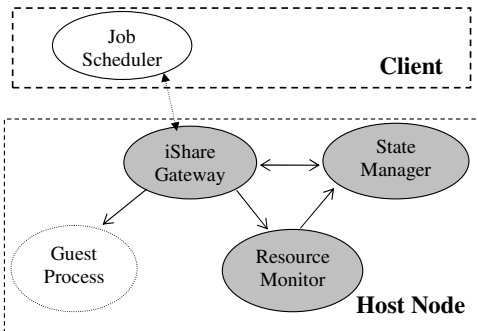 Job
Scheduler
Client
iShare
Gateway
State
Manager
Guest
Process
Resource
Monitor
Host Node